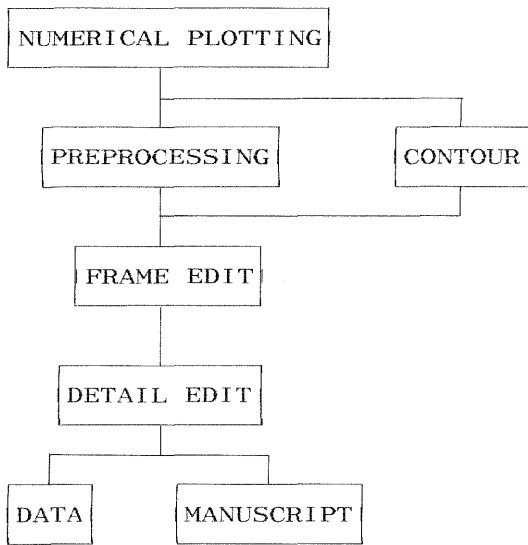 NUMERICAL PLOTTING
PREPROCESSING
CONTOUR
FRAME EDIT
DETAIL EDIT
DATA
MANUSCRIPT